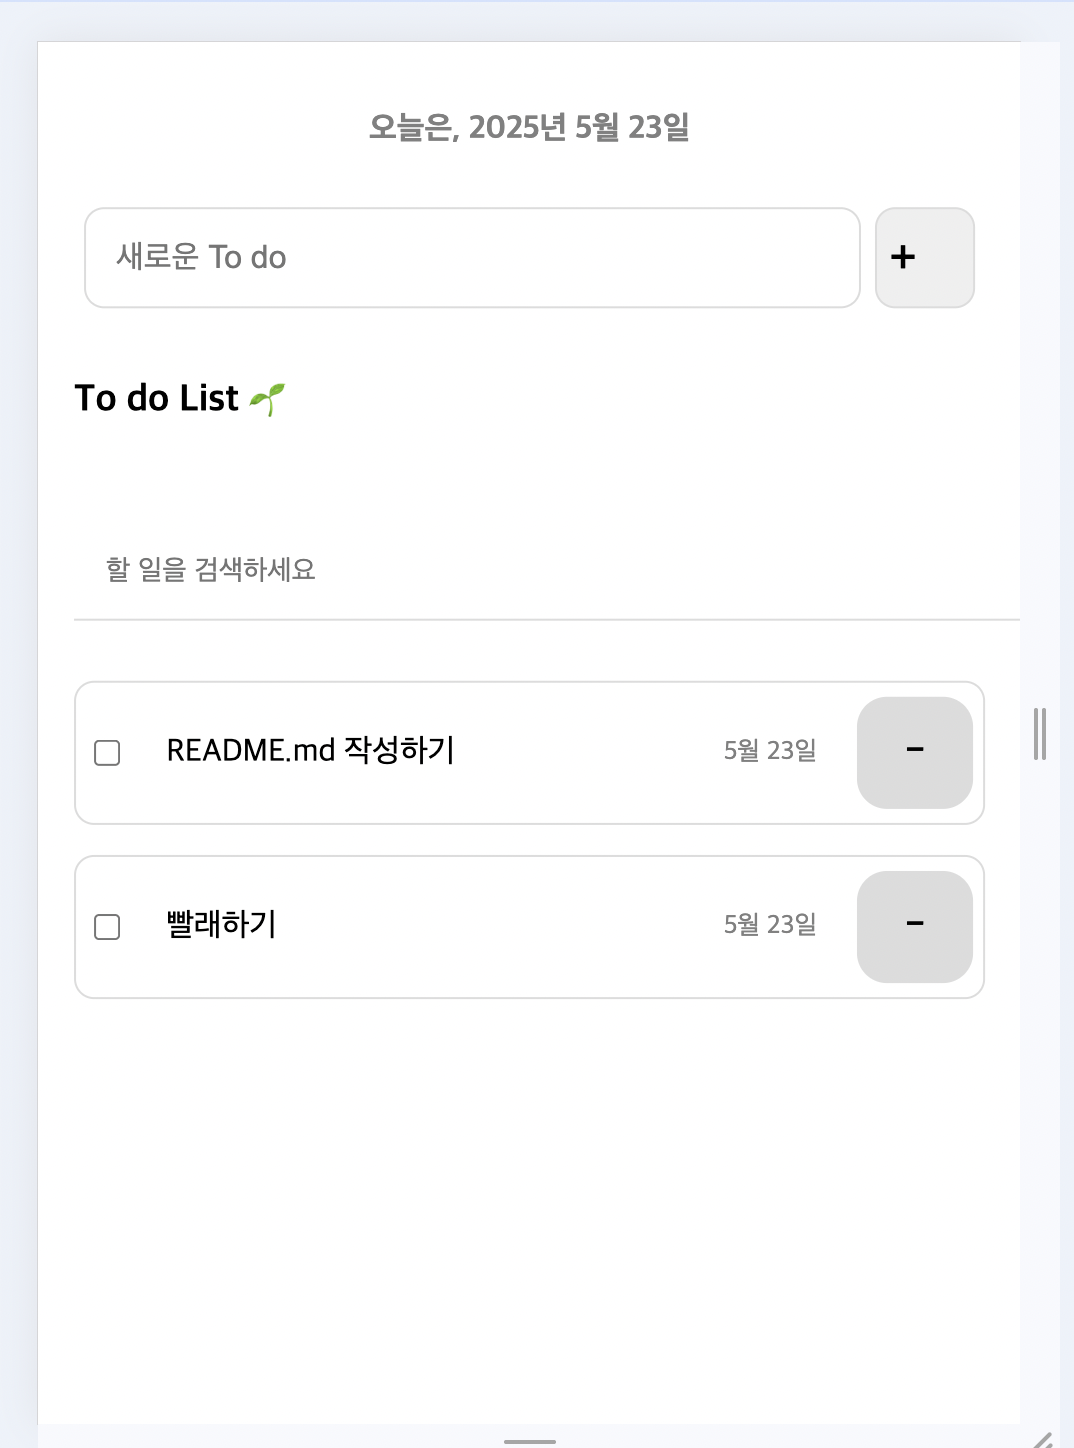 오늘은, 2025년 5월 23일
새로운 To do +
To do List 🌱
할 일을 검색하세요
README.md 작성하기 5월 23일 -
빨래하기 5월 23일 -